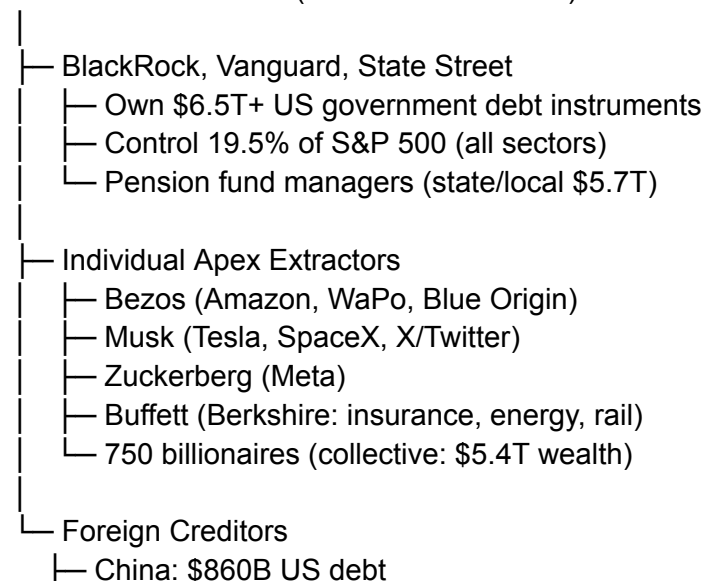 │
├─ BlackRock, Vanguard, State Street
│ ├─ Own $6.5T+ US government debt instruments
│ ├─ Control 19.5% of S&P 500 (all sectors)
│ └─ Pension fund managers (state/local $5.7T)
│
├─ Individual Apex Extractors
│ ├─ Bezos (Amazon, WaPo, Blue Origin)
│ ├─ Musk (Tesla, SpaceX, X/Twitter)
│ ├─ Zuckerberg (Meta)
│ ├─ Buffett (Berkshire: insurance, energy, rail)
│ └─ 750 billionaires (collective: $5.4T wealth)
│
└─ Foreign Creditors
├─ China: $860B US debt